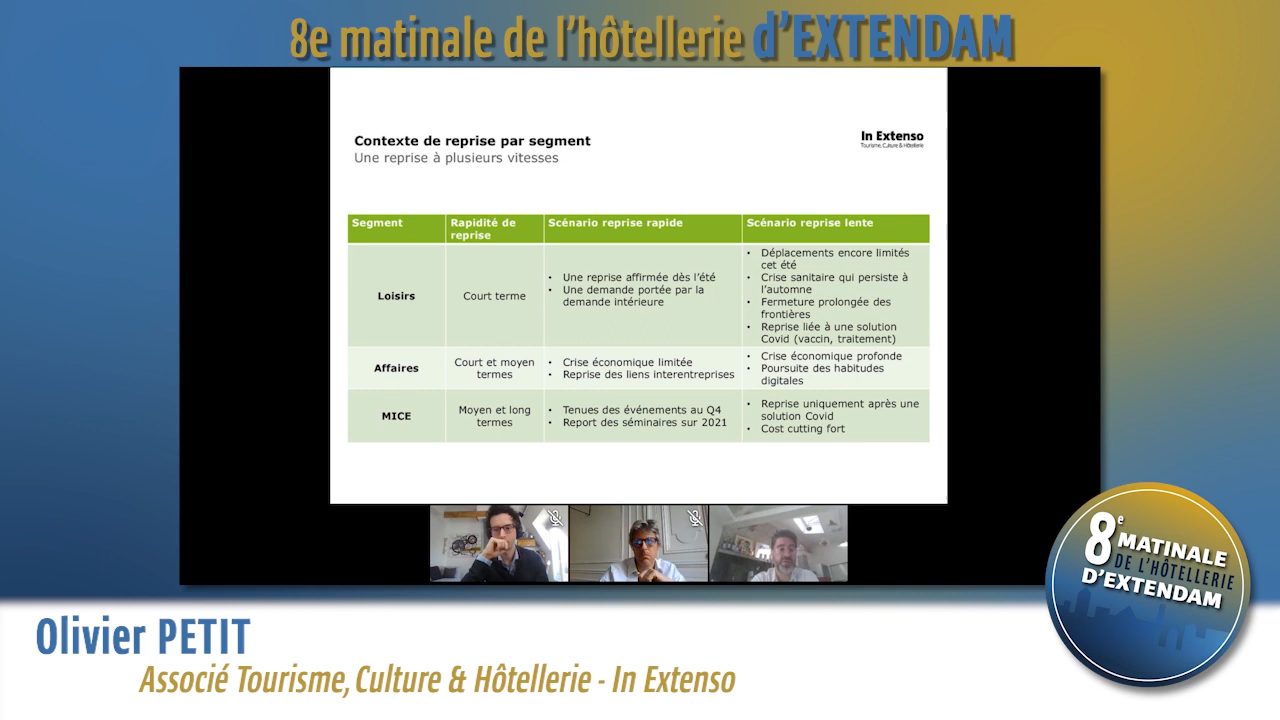 8e matinale de l'hôtellerie d'EXTENDAM
Contexte de reprise par segment
Une reprise à plusieurs vitesses
In Extenso
Tourisme, Culture & Hôtellerie
Segment
Rapidité de
reprise
Scénario reprise rapide
Scénario reprise lente
Loisirs
Court terme
• Une reprise affirmée dès l'été
• Une demande portée par la
demande intérieure
• Déplacements encore limités
cet été
• Crise sanitaire qui persiste à
l'automne
• Fermeture prolongée des
frontières
• Reprise liée à une solution
Covid (vaccin, traitement)
Affaires
Court et moyen
termes
• Crise économique limitée
• Reprise des liens interentreprises
• Crise économique profonde
• Poursuite des habitudes
digitales
MICE
Moyen et long
termes
• Tenues des événements au Q4
• Report des séminaires sur 2021
• Reprise uniquement après une
solution Covid
• Cost cutting fort
8e MATINALE
DE L'HÔTELLERIE
D'EXTENDAM
Olivier PETIT
Associé Tourisme, Culture & Hôtellerie - In Extenso